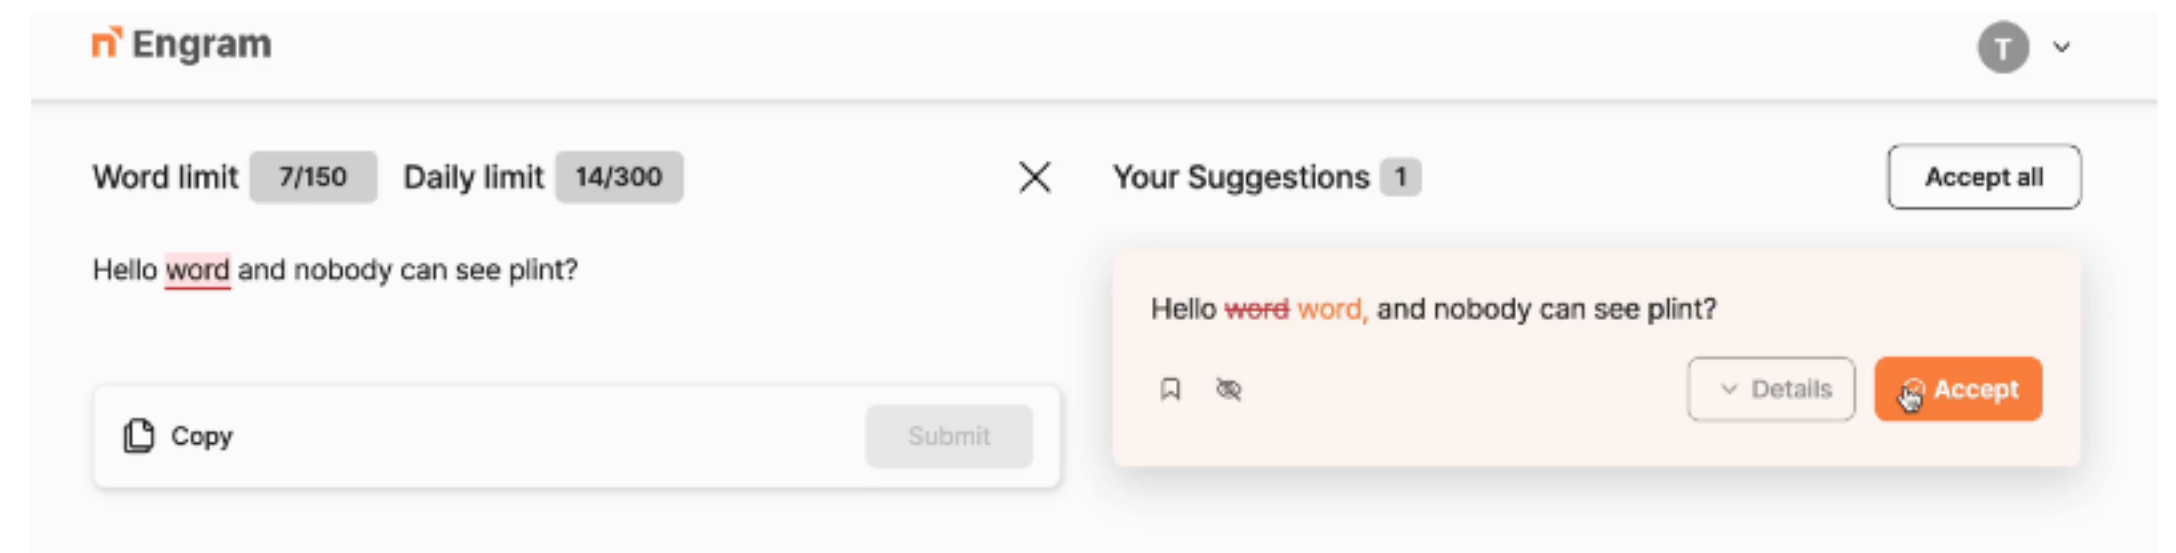 Engram
T
Word limit 7/150 Daily limit 14/300
Hello word and nobody can see plint?
Copy
Submit
Your Suggestions 1
Accept all
Hello word word, and nobody can see plint?
Details
Accept